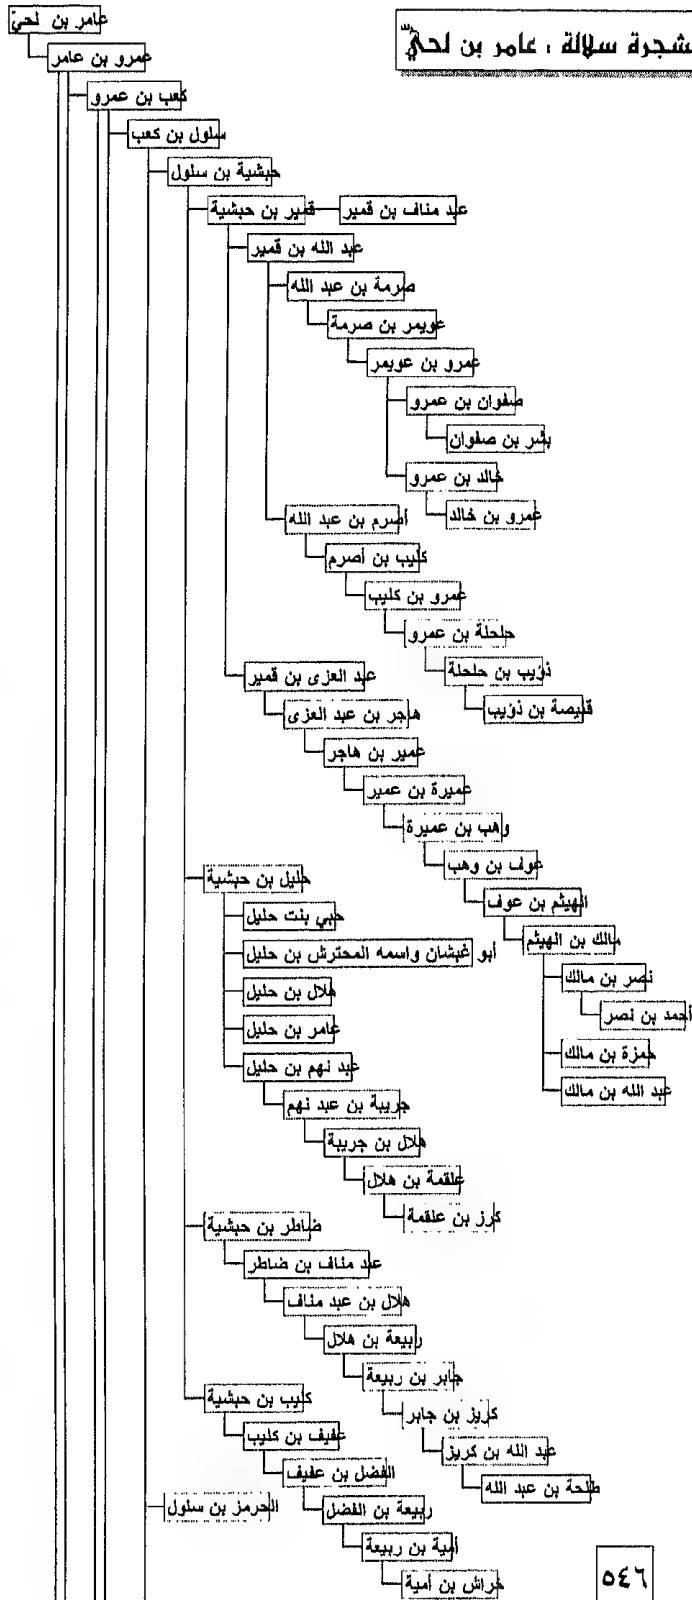 شجرة سلالة : عامر بن لحيّ
عامر بن لحيّ
عمرو بن عامر
كعب بن عمرو
سلول بن كعب
حبشية بن سلول
قمير بن حبشية
عبد مناف بن قمير
عبد الله بن قمير
صرمة بن عبد الله
عويمر بن صرمة
عمرو بن عويمر
صفوان بن عمرو
بشر بن صفوان
خالد بن عمرو
عمرو بن خالد
أصرم بن عبد الله
كليب بن أصرم
عمرو بن كليب
حلحلة بن عمرو
ذؤيب بن حلحلة
قبيصة بن ذؤيب
عبد العزى بن قمير
هاجر بن عبد العزى
عمير بن هاجر
عميرة بن عمير
وهب بن عميرة
عوف بن وهب
الهيثم بن عوف
مالك بن الهيثم
نصر بن مالك
أحمد بن نصر
حمزة بن مالك
عبد الله بن مالك
حليل بن حبشية
حبي بنت حليل
أبو غبشان واسمه المحترش بن حليل
هلال بن حليل
عامر بن حليل
عبد نهم بن حليل
جريبة بن عبد نهم
هلال بن جريبة
علقمة بن هلال
كرز بن علقمة
ضاطر بن حبشية
عبد مناف بن ضاطر
هلال بن عبد مناف
ربيعة بن هلال
جابر بن ربيعة
كريز بن جابر
عبد الله بن كريز
طلحة بن عبد الله
كليب بن حبشية
عفيف بن كليب
الفضل بن عفيف
ربيعة بن الفضل
أمية بن ربيعة
خراش بن أمية
الحرمز بن سلول
٥٤٦